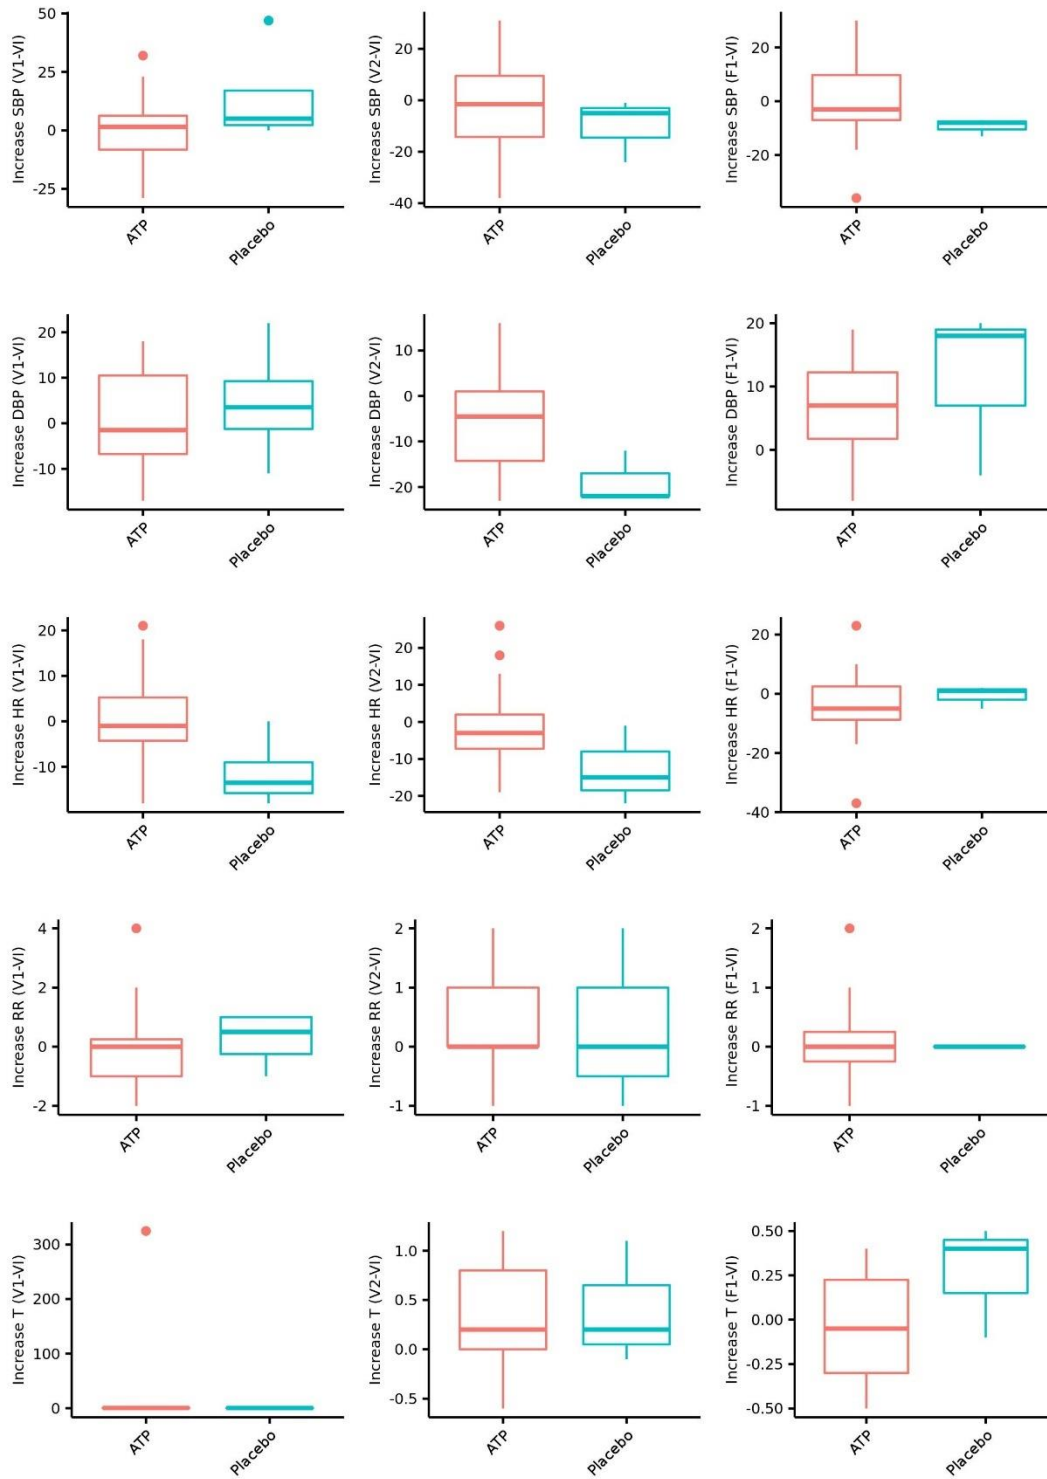 Increase SBP (V1-VI)
50
25
0
-25
ATP
Placebo
Increase SBP (V2-VI)
20
0
-20
-40
ATP
Placebo
Increase SBP (F1-VI)
20
0
-20
ATP
Placebo
Increase DBP (V1-VI)
20
10
0
-10
ATP
Placebo
Increase DBP (V2-VI)
10
0
-10
-20
ATP
Placebo
Increase DBP (F1-VI)
20
10
0
ATP
Placebo
Increase HR (V1-VI)
20
10
0
-10
ATP
Placebo
Increase HR (V2-VI)
20
10
0
-10
-20
ATP
Placebo
Increase HR (F1-VI)
20
0
-20
-40
ATP
Placebo
Increase RR (V1-VI)
4
2
0
-2
ATP
Placebo
Increase RR (V2-VI)
2
1
0
-1
ATP
Placebo
Increase RR (F1-VI)
2
1
0
-1
ATP
Placebo
Increase T (V1-VI)
300
200
100
0
ATP
Placebo
Increase T (V2-VI)
1.0
0.5
0.0
-0.5
ATP
Placebo
Increase T (F1-VI)
0.50
0.25
0.00
-0.25
-0.50
ATP
Placebo